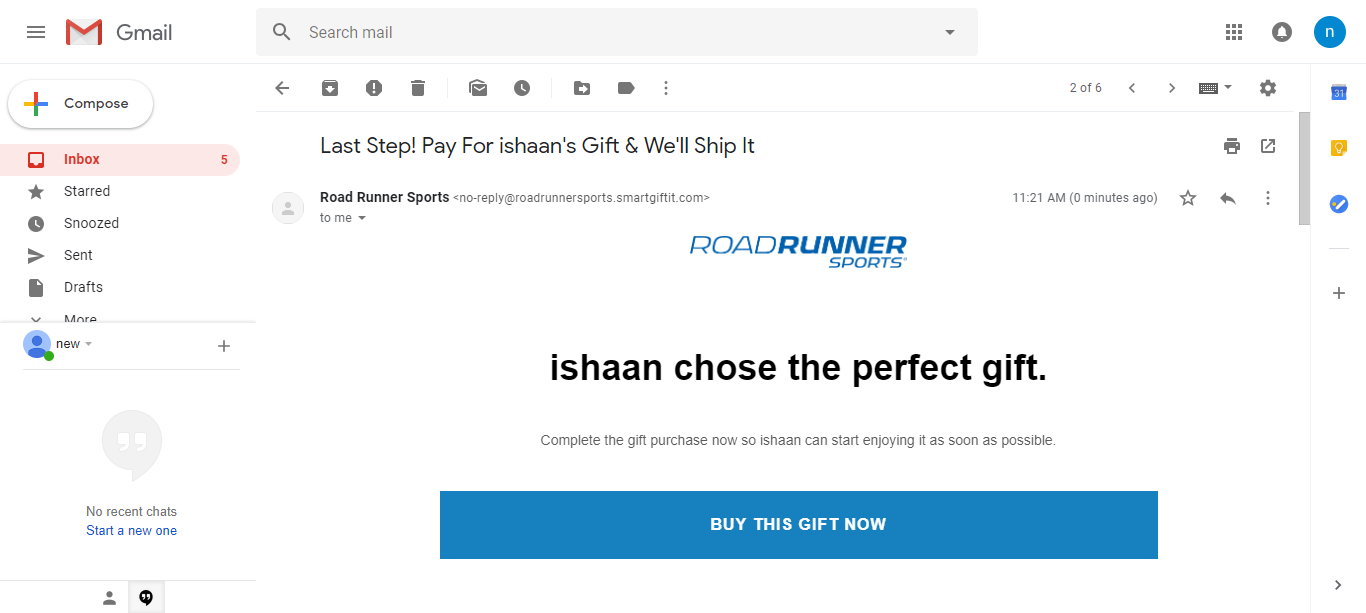 Gmail
Search mail
n
Compose
2 of 6
31
Inbox 5
Starred
Snoozed
Sent
Drafts
More
new
No recent chats
Start a new one
Last Step! Pay For ishaan's Gift & We'll Ship It
Road Runner Sports <no-reply@roadrunnersports.smartgiftit.com>
11:21 AM (0 minutes ago)
to me
ROADRUNNER
SPORTS
ishaan chose the perfect gift.
Complete the gift purchase now so ishaan can start enjoying it as soon as possible.
BUY THIS GIFT NOW